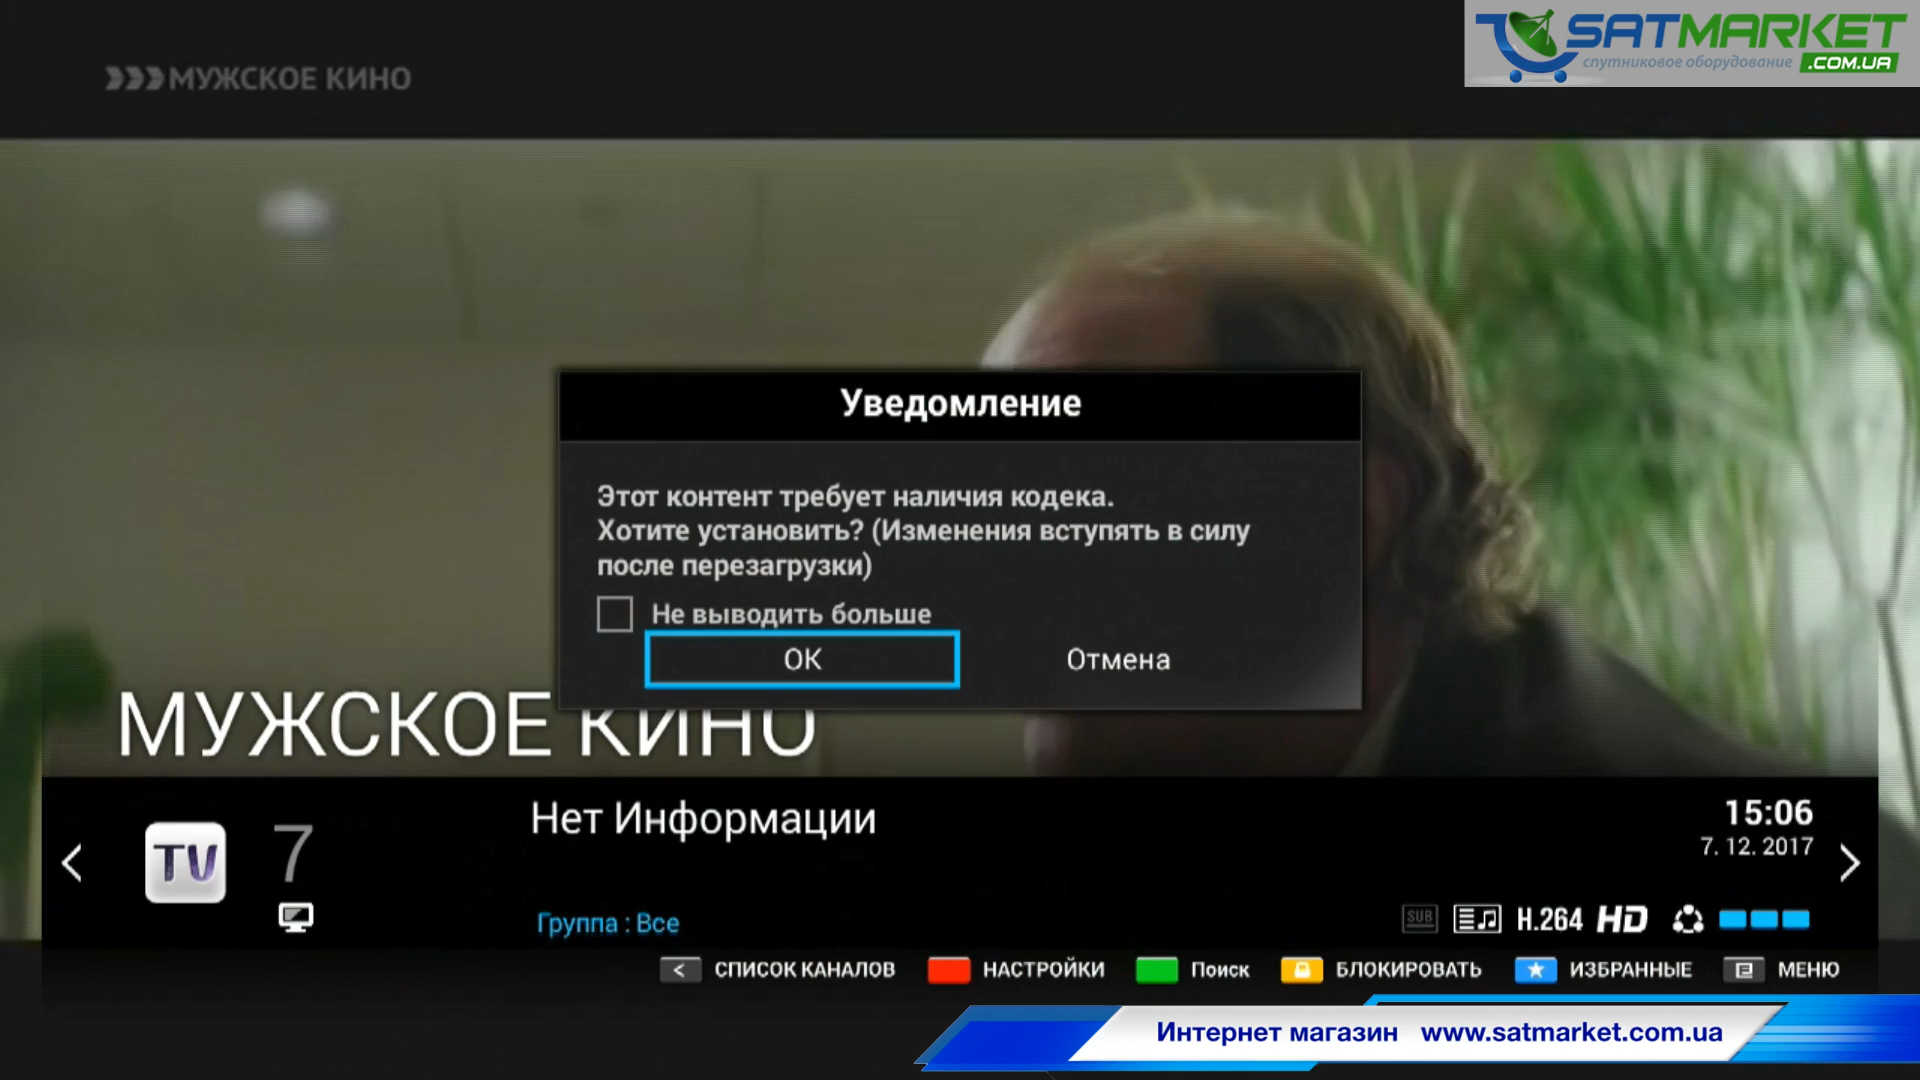 SATMARKET
спутниковое оборудование .COM.UA
МУЖСКОЕ КИНО
Уведомление
Этот контент требует наличия кодека.
Хотите установить? (Изменения вступять в силу
после перезагрузки)
Не выводить больше
ОК Отмена
МУЖСКОЕ КИНО
Нет Информации
15:06
7. 12. 2017
TV 7
Группа : Все
SUB H.264 HD
СПИСОК КАНАЛОВ НАСТРОЙКИ Поиск БЛОКИРОВАТЬ ИЗБРАННЫЕ МЕНЮ
Интернет магазин www.satmarket.com.ua